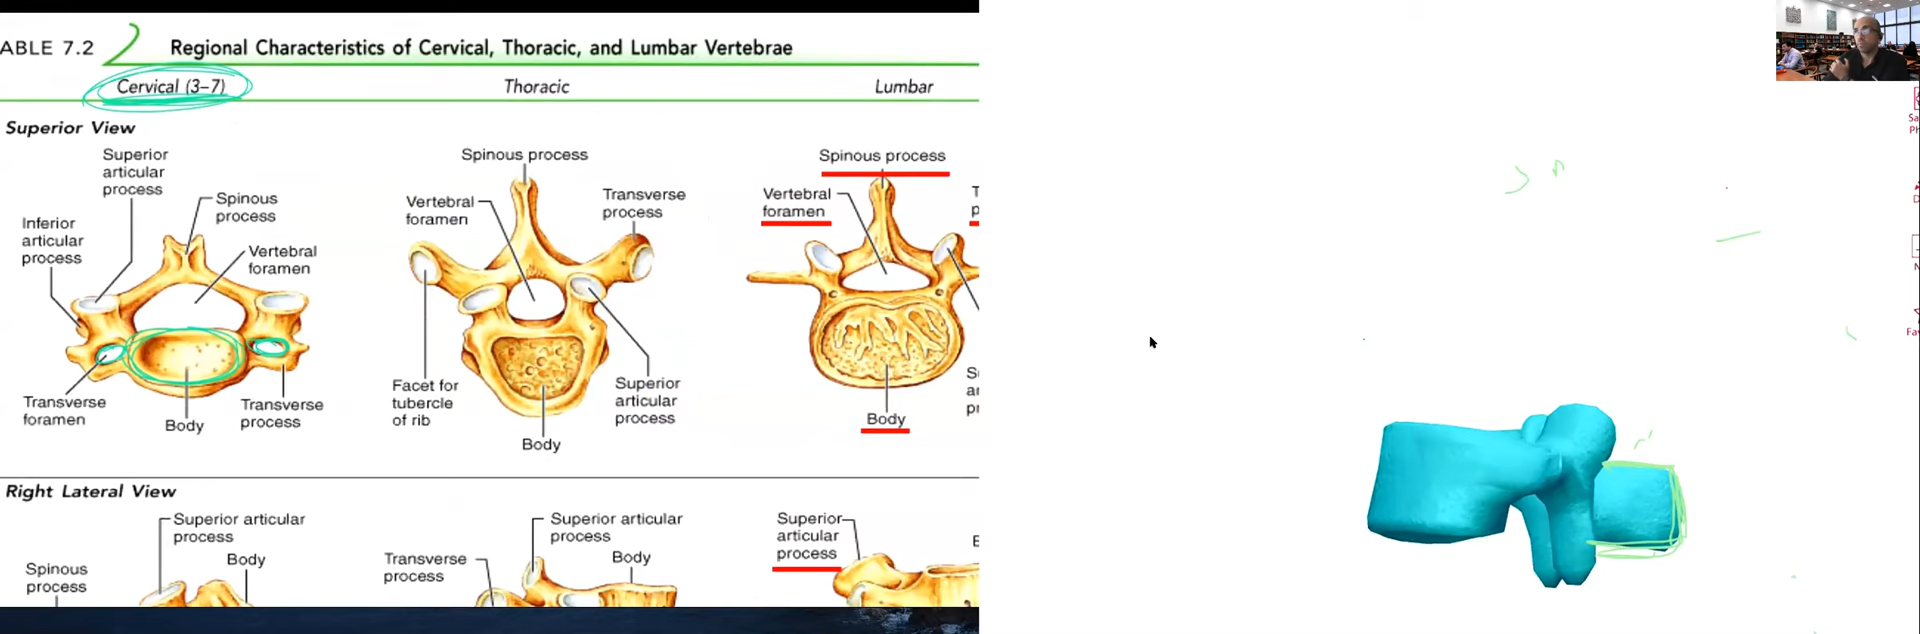 ABLE 7.2
Regional Characteristics of Cervical, Thoracic, and Lumbar Vertebrae
Cervical (3–7)
Thoracic
Lumbar
Superior View
Superior
articular
process
Spinous
process
Inferior
articular
process
Vertebral
foramen
Transverse
foramen
Body
Transverse
process
Spinous process
Vertebral
foramen
Transverse
process
Facet for
tubercle
of rib
Body
Superior
articular
process
Spinous process
Vertebral
foramen
Body
Right Lateral View
Superior articular
process
Body
Spinous
process
Superior articular
process
Body
Transverse
process
Superior
articular
process